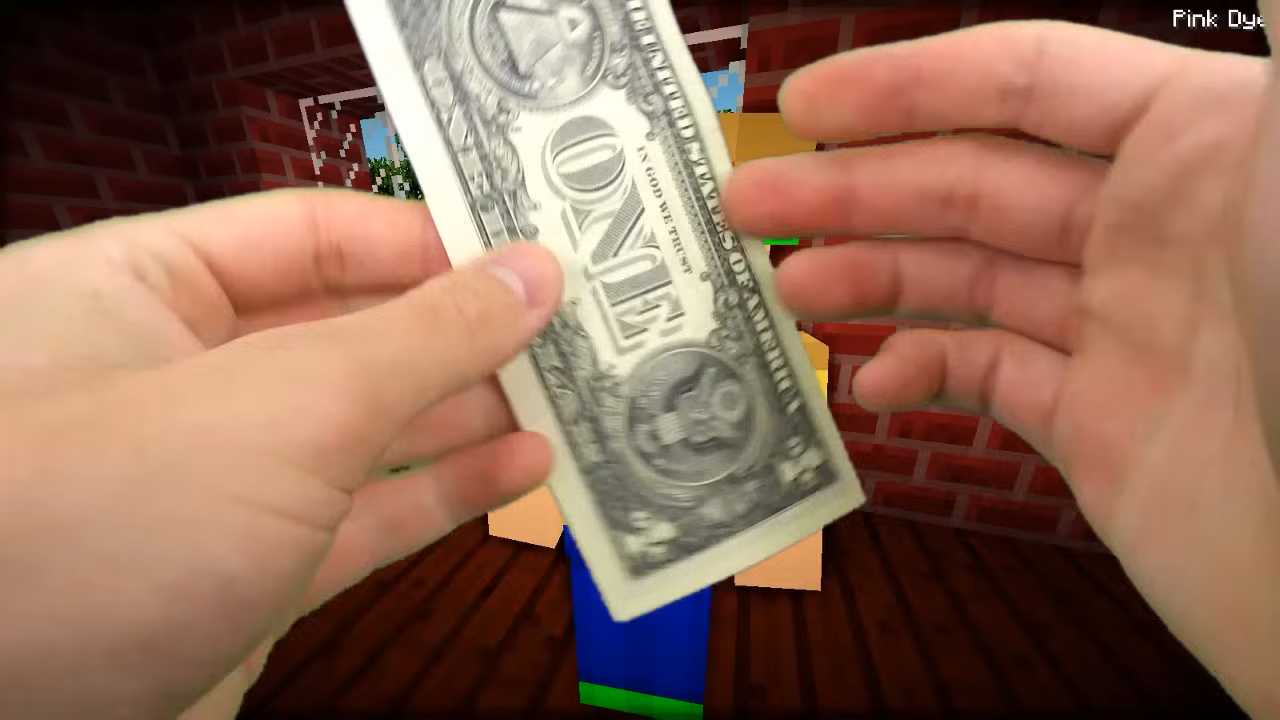 Pink Dye
THE UNITED STATES OF AMERICA
IN GOD WE TRUST
ONE